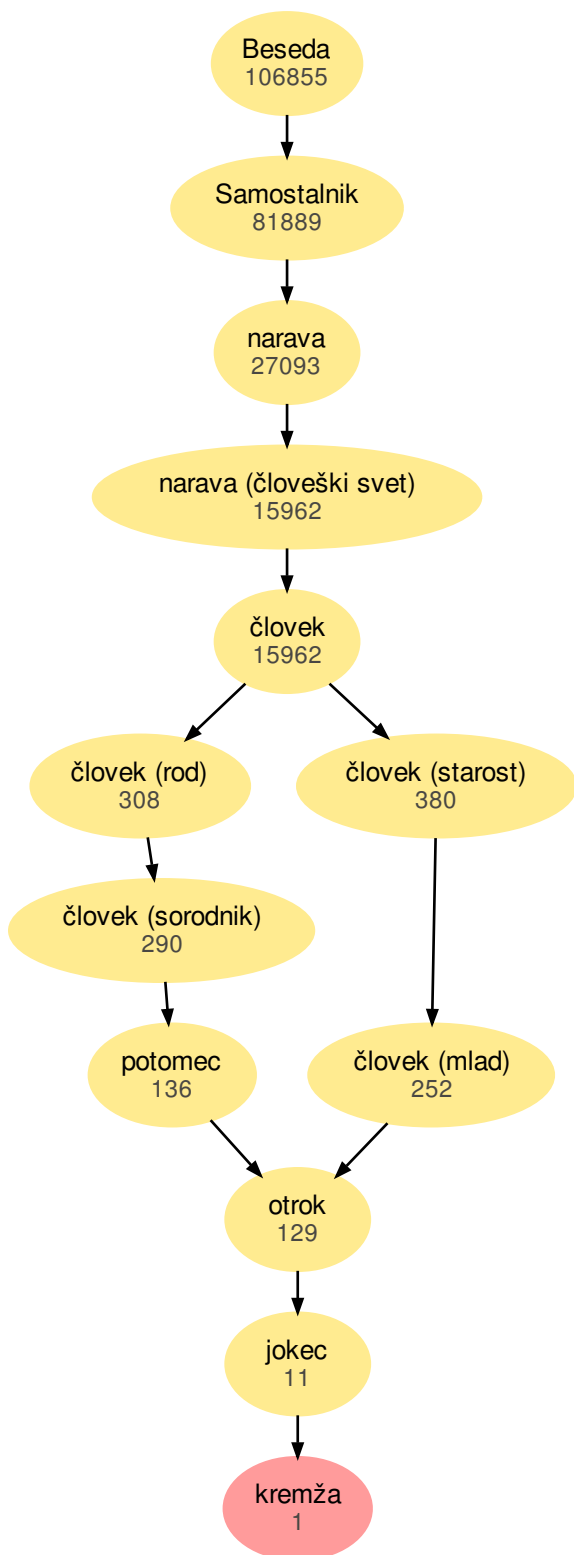 Beseda
106855
Samostalnik
81889
narava
27093
narava (človeški svet)
15962
človek
15962
človek (rod)
308
človek (starost)
380
človek (sorodnik)
290
potomec
136
človek (mlad)
252
otrok
129
jokec
11
kremža
1